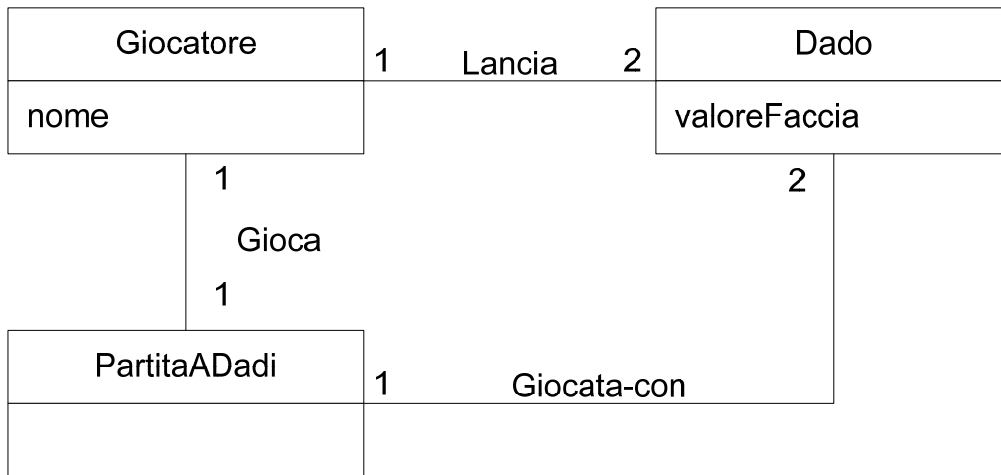 Giocatore
Dado
1 Lancia 2
nome
valoreFaccia
1
2
Gioca
1
PartitaADadi
1 Giocata-con